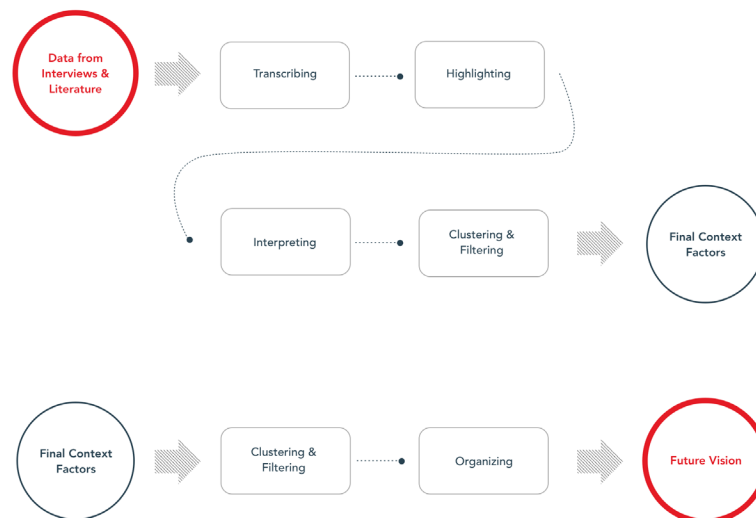 Data from
Interviews &
Literature
Transcribing
Highlighting
Interpreting
Clustering &
Filtering
Final Context
Factors
Final Context
Factors
Clustering &
Filtering
Organizing
Future Vision